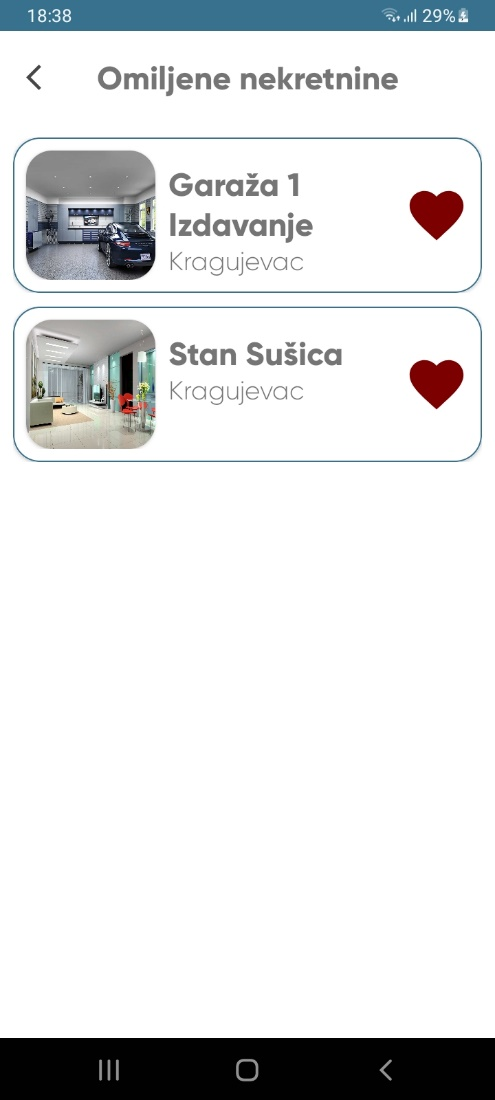 18:38
29%
Omiljene nekretnine
Garaža 1
Izdavanje
Kragujevac
Stan Sušica
Kragujevac